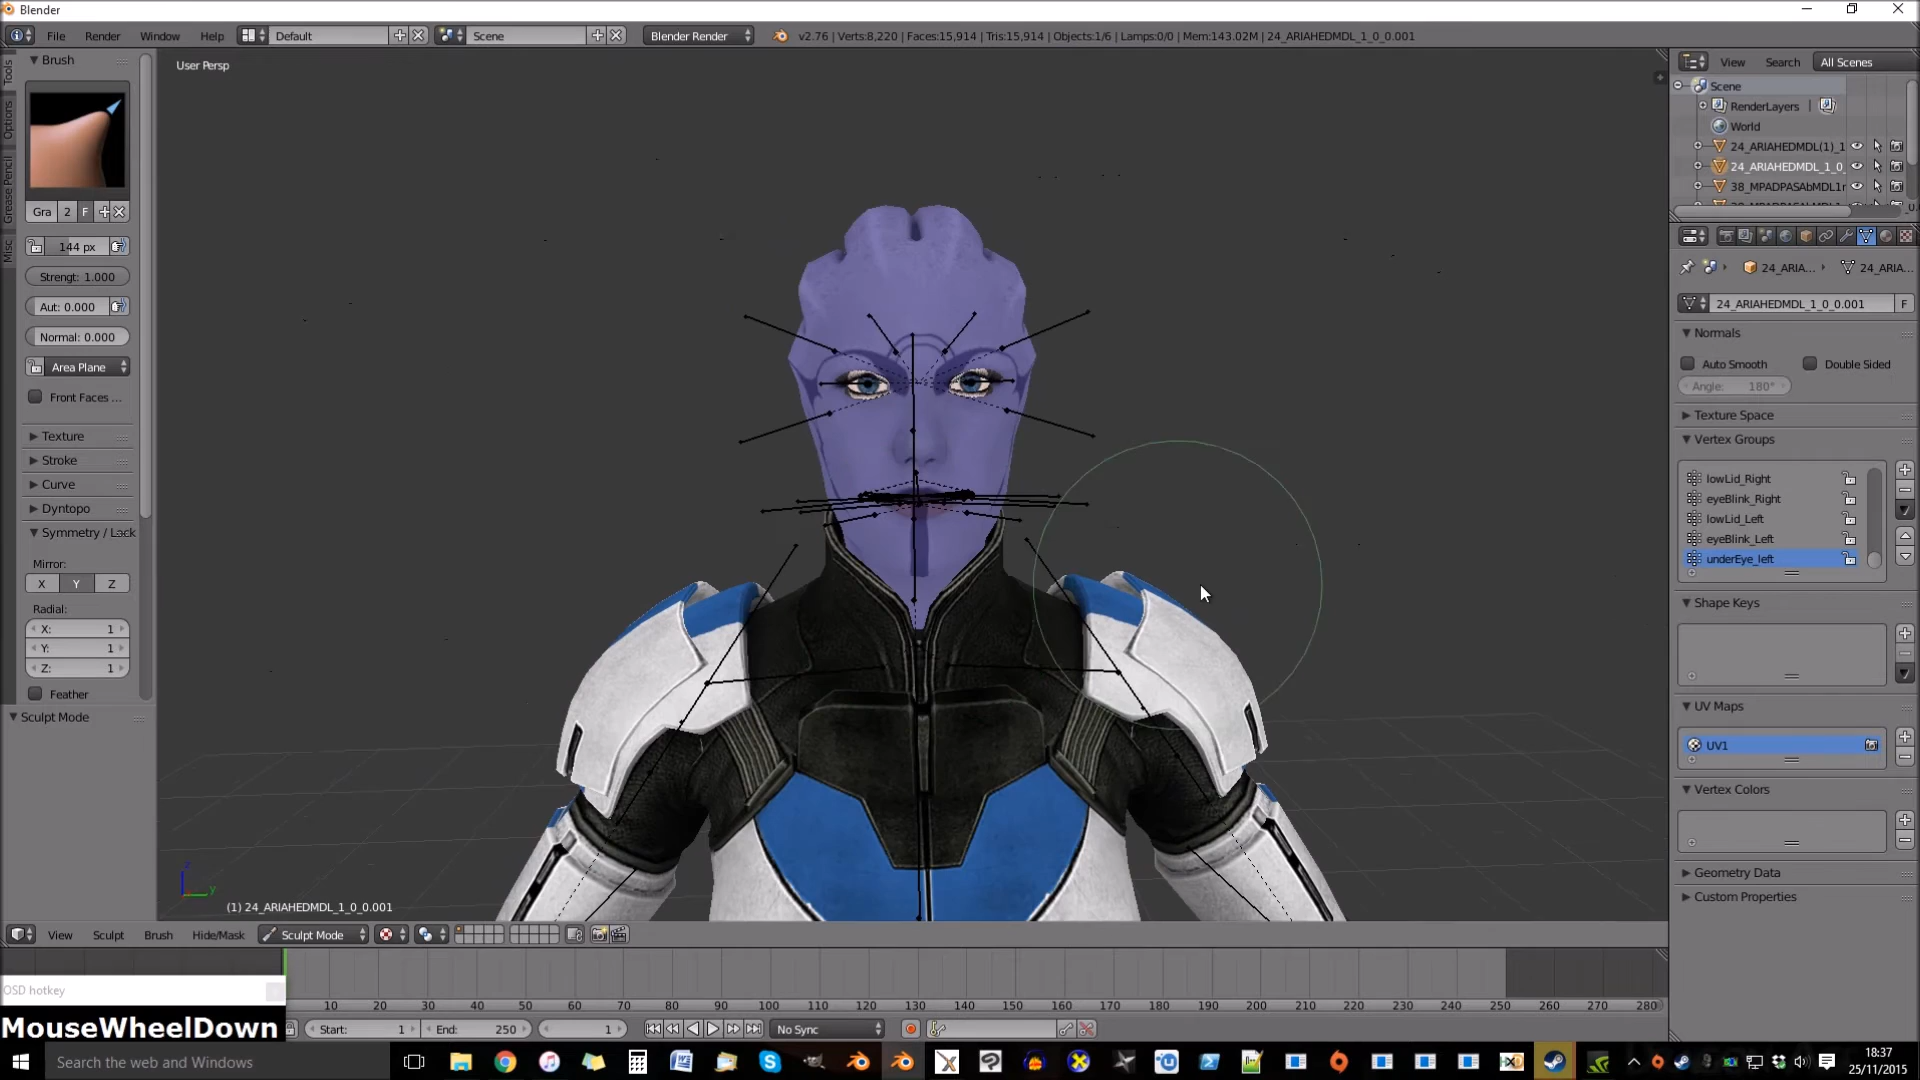 Blender
File Render Window Help Default Scene Blender Render v2.76 | Verts:8,220 | Faces:15,914 | Tris:15,914 | Objects:1/6 | Lamps:0/0 | Mem:143.02M | 24_ARIAHEDMDL_1_0_0.001
Tools
Options
Grease Pencil
Misc
Brush
Gra 2 F
144 px
Strengt: 1.000
Aut: 0.000
Normal: 0.000
Area Plane
Front Faces ...
Texture
Stroke
Curve
Dyntopo
Symmetry / Lock
Mirror:
X Y Z
Radial:
X: 1
Y: 1
Z: 1
Feather
Sculpt Mode
User Persp
z
y
(1) 24_ARIAHEDMDL_1_0_0.001
View Search All Scenes
Scene
RenderLayers |
World
24_ARIAHEDMDL(1)_1
24_ARIAHEDMDL_1_0_
38_MPADPASAbMDL1r
24_ARIA... 24_ARIA...
24_ARIAHEDMDL_1_0_0.001 F
Normals
Auto Smooth Double Sided
Angle: 180°
Texture Space
Vertex Groups
lowLid_Right
eyeBlink_Right
lowLid_Left
eyeBlink_Left
underEye_left
Shape Keys
UV Maps
UV1
Vertex Colors
Geometry Data
Custom Properties
View Sculpt Brush Hide/Mask Sculpt Mode
OSD hotkey
MouseWheelDown
10 20 30 40 50 60 70 80 90 100 110 120 130 140 150 160 170 180 190 200 210 220 230 240 250 260 270 280
Start: 1 End: 250 1 No Sync
Search the web and Windows
18:37
25/11/2015